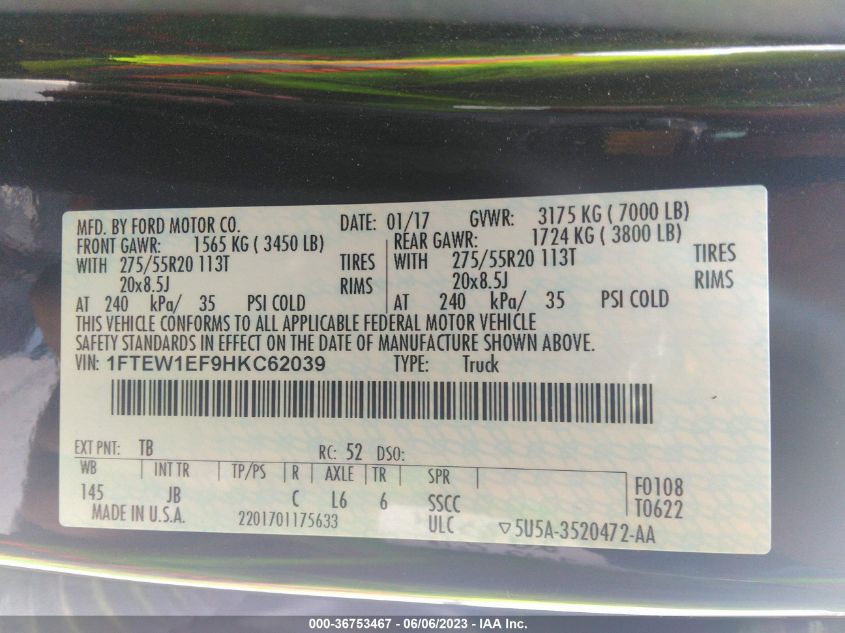 MFD. BY FORD MOTOR CO. DATE: 01/17 GVWR: 3175 KG ( 7000 LB)
FRONT GAWR: 1565 KG ( 3450 LB) REAR GAWR: 1724 KG ( 3800 LB)
WITH 275/55R20 113T TIRES WITH 275/55R20 113T TIRES
20x8.5J RIMS 20x8.5J RIMS
AT 240 kPa/ 35 PSI COLD AT 240 kPa/ 35 PSI COLD
THIS VEHICLE CONFORMS TO ALL APPLICABLE FEDERAL MOTOR VEHICLE
SAFETY STANDARDS IN EFFECT ON THE DATE OF MANUFACTURE SHOWN ABOVE.
VIN: 1FTEW1EF9HKC62039 TYPE: Truck
EXT PNT: TB RC: 52 DSO:
WB INT TR TP/PS R AXLE TR SPR
145 JB C L6 6 SSCC F0108
ULC T0622
MADE IN U.S.A. 2201701175633 ▽5U5A-3520472-AA
000-36753467 - 06/06/2023 - IAA Inc.